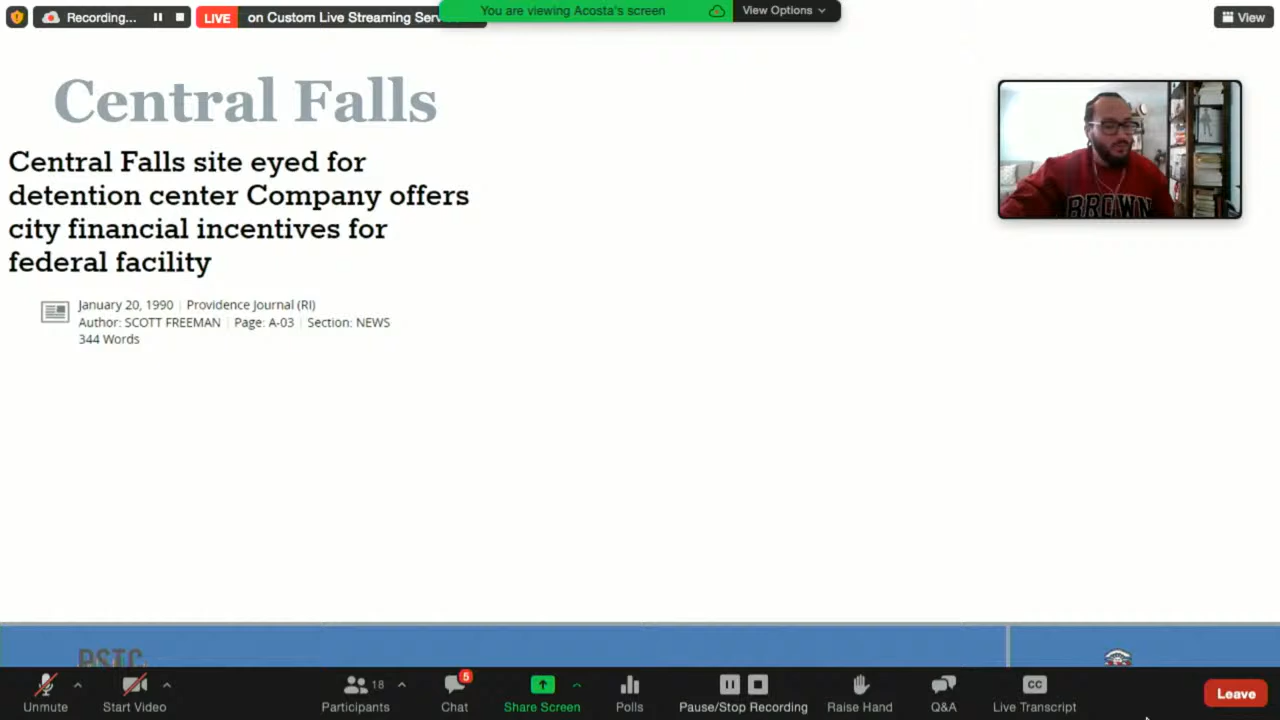 Recording...
LIVE on Custom Live Streaming Serv
You are viewing Acosta's screen
View Options
View
Central Falls
Central Falls site eyed for
detention center Company offers
city financial incentives for
federal facility
January 20, 1990 | Providence Journal (RI)
Author: SCOTT FREEMAN | Page: A-03 | Section: NEWS
344 Words
BROWN
PSTC
Unmute
Start Video
Participants 18
Chat 5
Share Screen
Polls
Pause/Stop Recording
Raise Hand
Q&A
CC Live Transcript
Leave